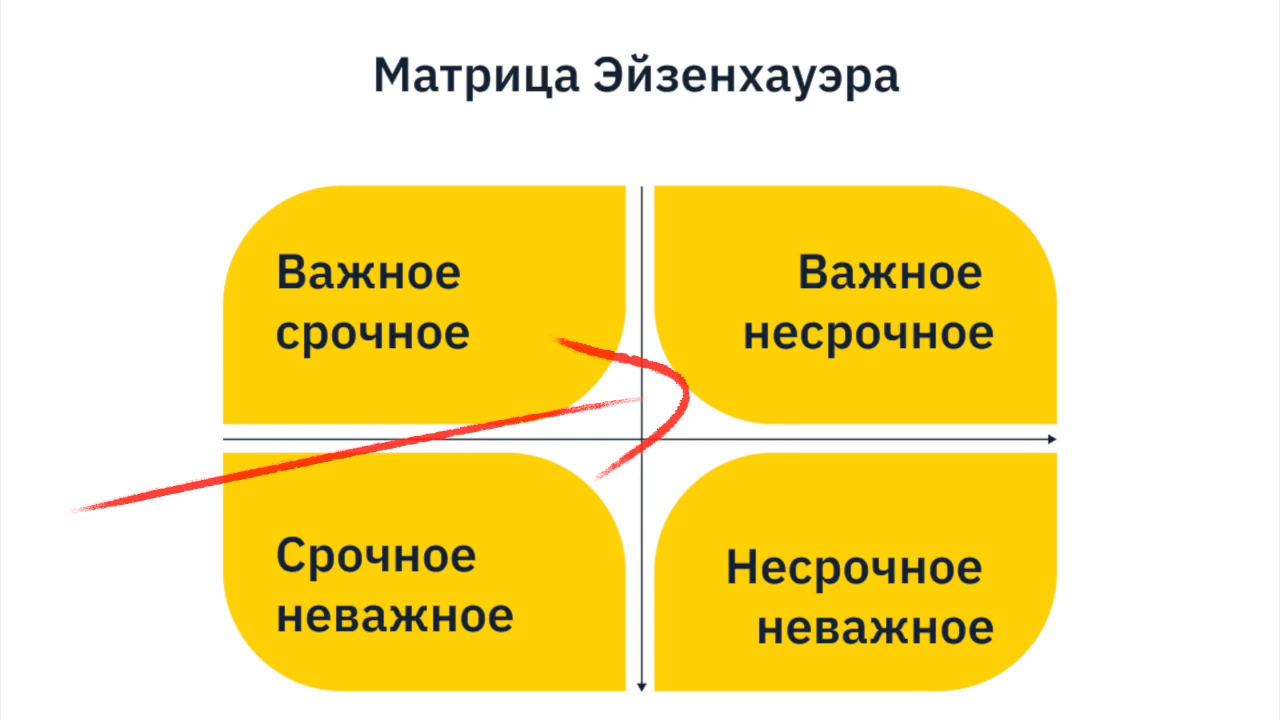 Матрица Эйзенхауэра
Важное
срочное
Важное
несрочное
Срочное
неважное
Несрочное
неважное